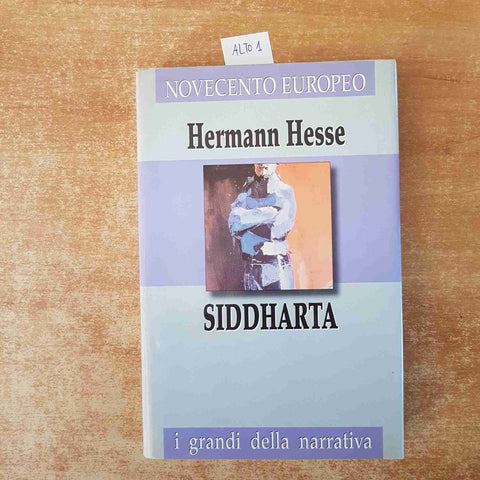 ALTO 1
NOVECENTO EUROPEO
Hermann Hesse
SIDDHARTA
i grandi della narrativa